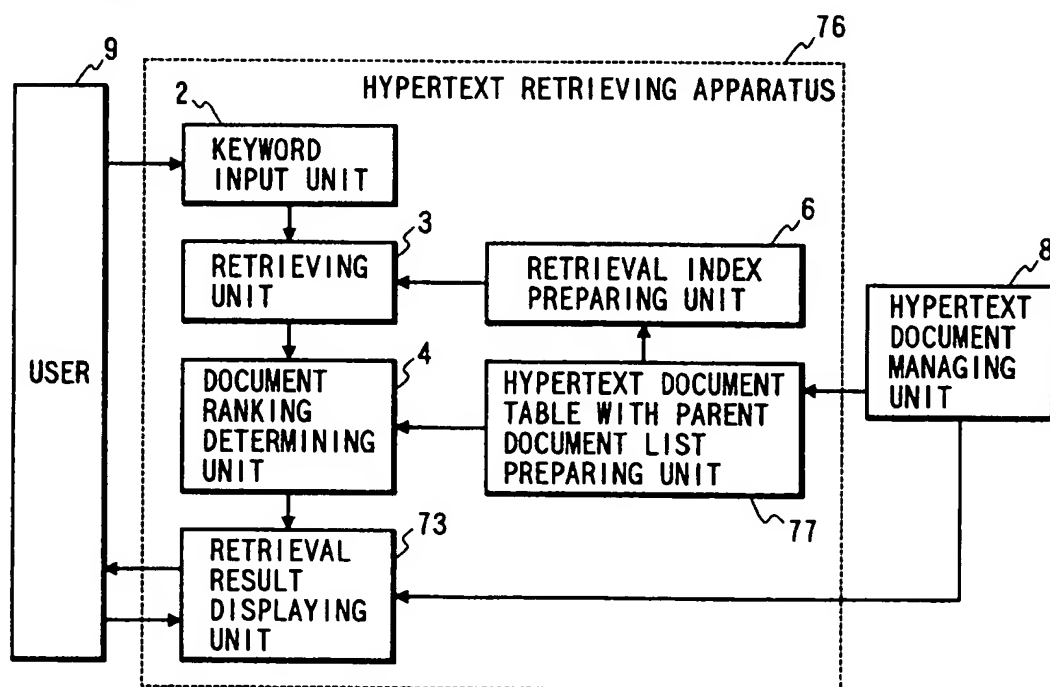 76
9
HYPERTEXT RETRIEVING APPARATUS
2
KEYWORD
INPUT UNIT
3
RETRIEVING
UNIT
6
RETRIEVAL INDEX
PREPARING UNIT
8
HYPERTEXT
DOCUMENT
MANAGING
UNIT
USER
4
DOCUMENT
RANKING
DETERMINING
UNIT
HYPERTEXT DOCUMENT
TABLE WITH PARENT
DOCUMENT LIST
PREPARING UNIT
77
73
RETRIEVAL
RESULT
DISPLAYING
UNIT